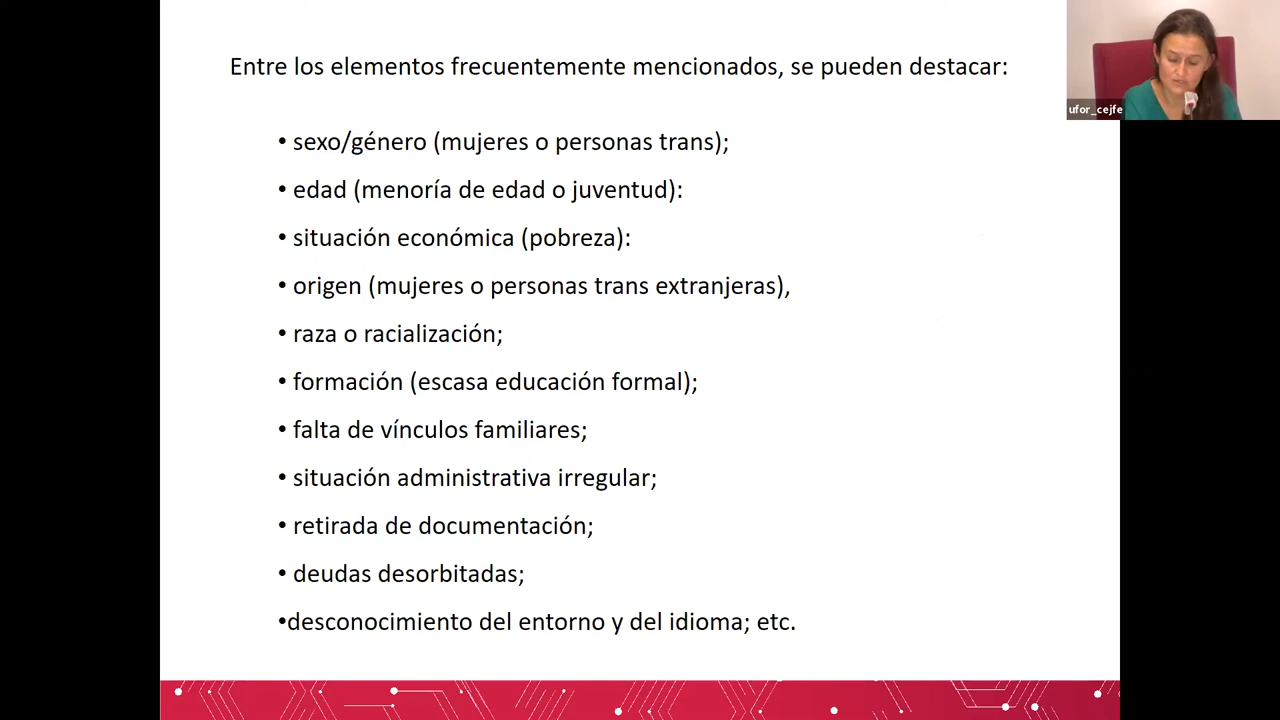 Entre los elementos frecuentemente mencionados, se pueden destacar:
• sexo/género (mujeres o personas trans);
• edad (menoría de edad o juventud):
• situación económica (pobreza):
• origen (mujeres o personas trans extranjeras),
• raza o racialización;
• formación (escasa educación formal);
• falta de vínculos familiares;
• situación administrativa irregular;
• retirada de documentación;
• deudas desorbitadas;
•desconocimiento del entorno y del idioma; etc.
ufor_cejfe